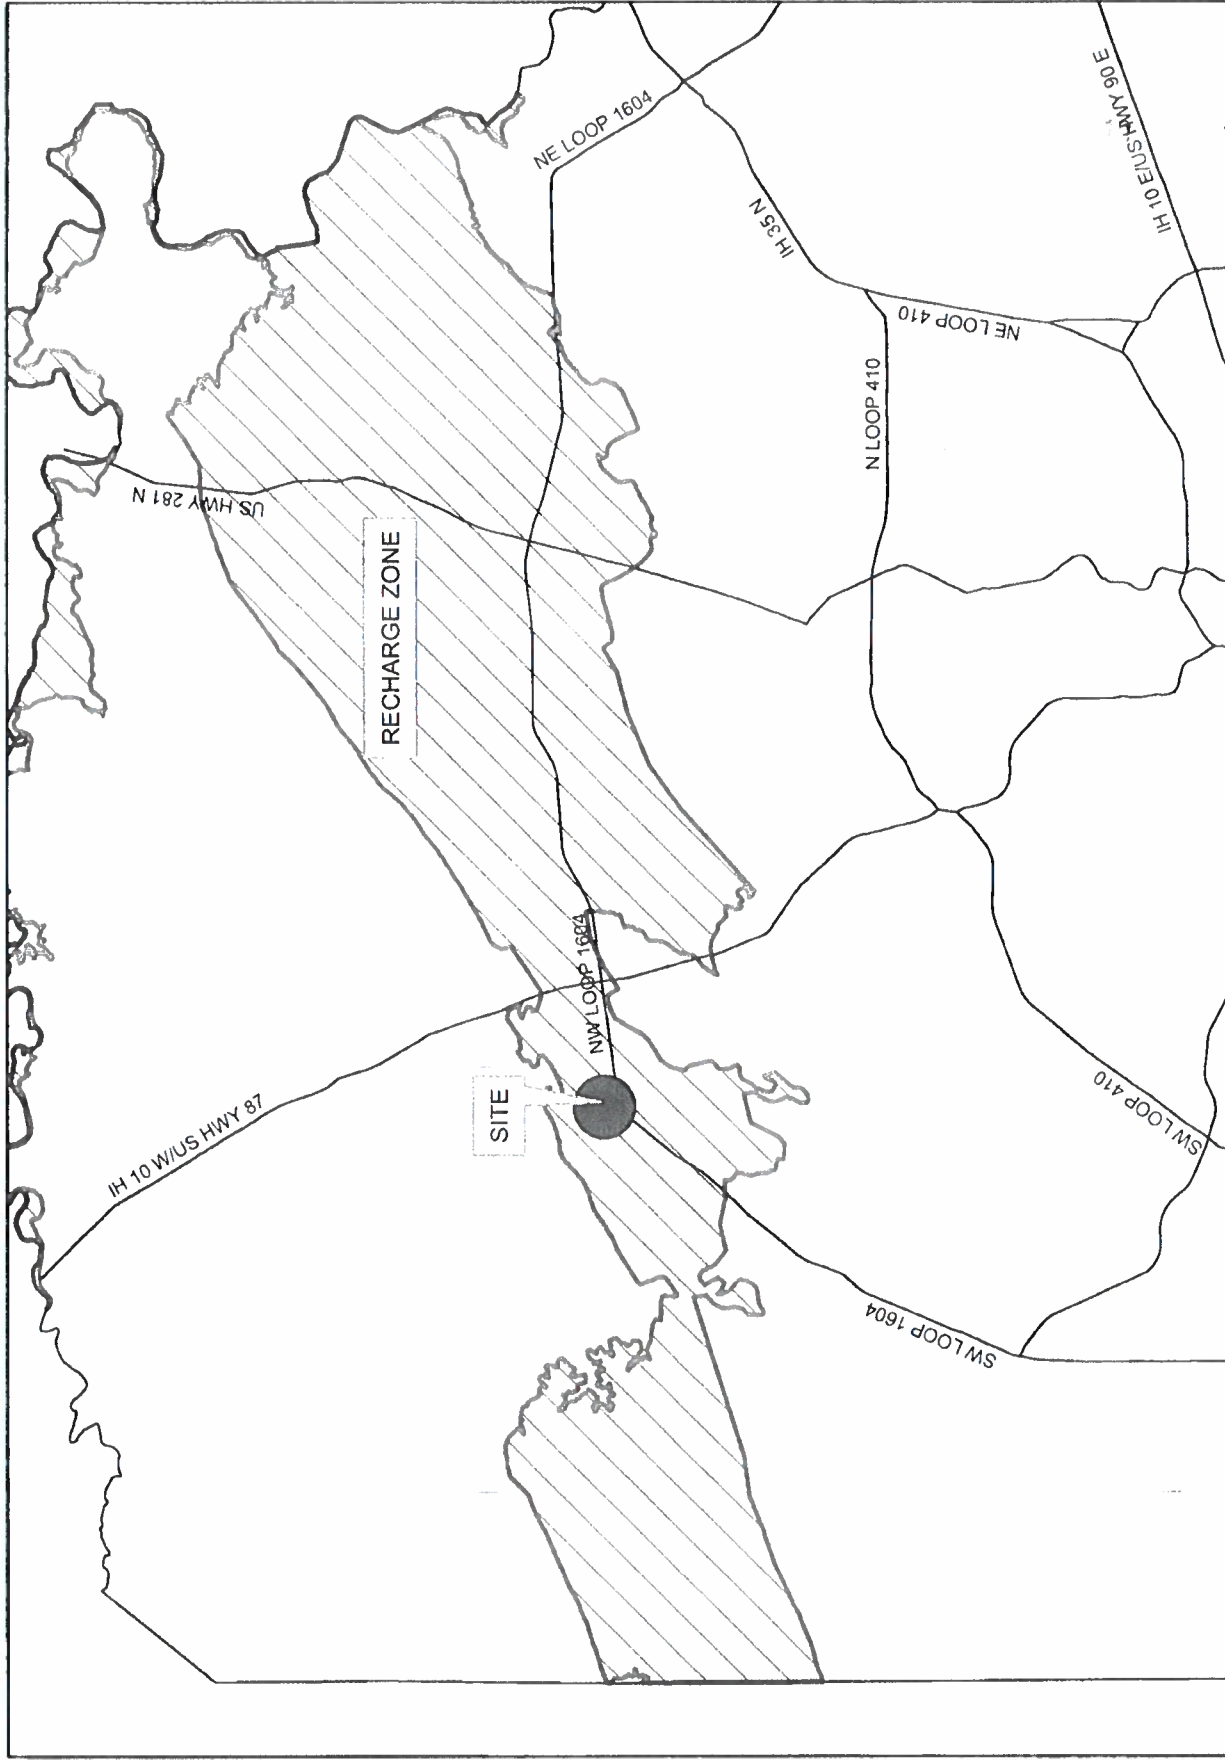 IH 10 W/US HWY 87
SITE
NW LOOP 1604
RECHARGE ZONE
US HWY 281 N
NE LOOP 1604
IH 35 N
IH 10 E/US HWY 90 E
NE LOOP 410
N LOOP 410
SW LOOP 410
SW LOOP 1604